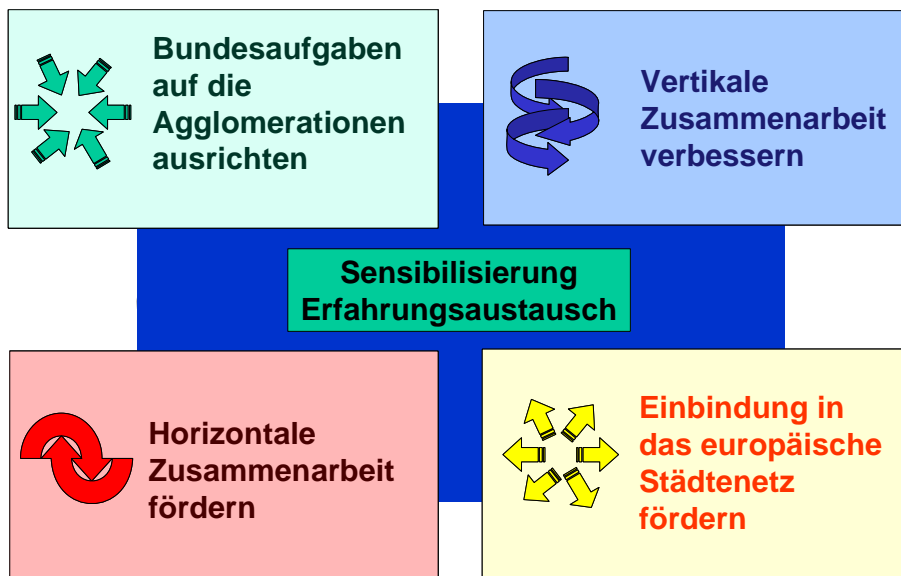 Bundesaufgaben
auf die
Agglomerationen
ausrichten
Vertikale
Zusammenarbeit
verbessern
Sensibilisierung
Erfahrungsaustausch
Horizontale
Zusammenarbeit
fördern
Einbindung in
das europäische
Städtenetz
fördern